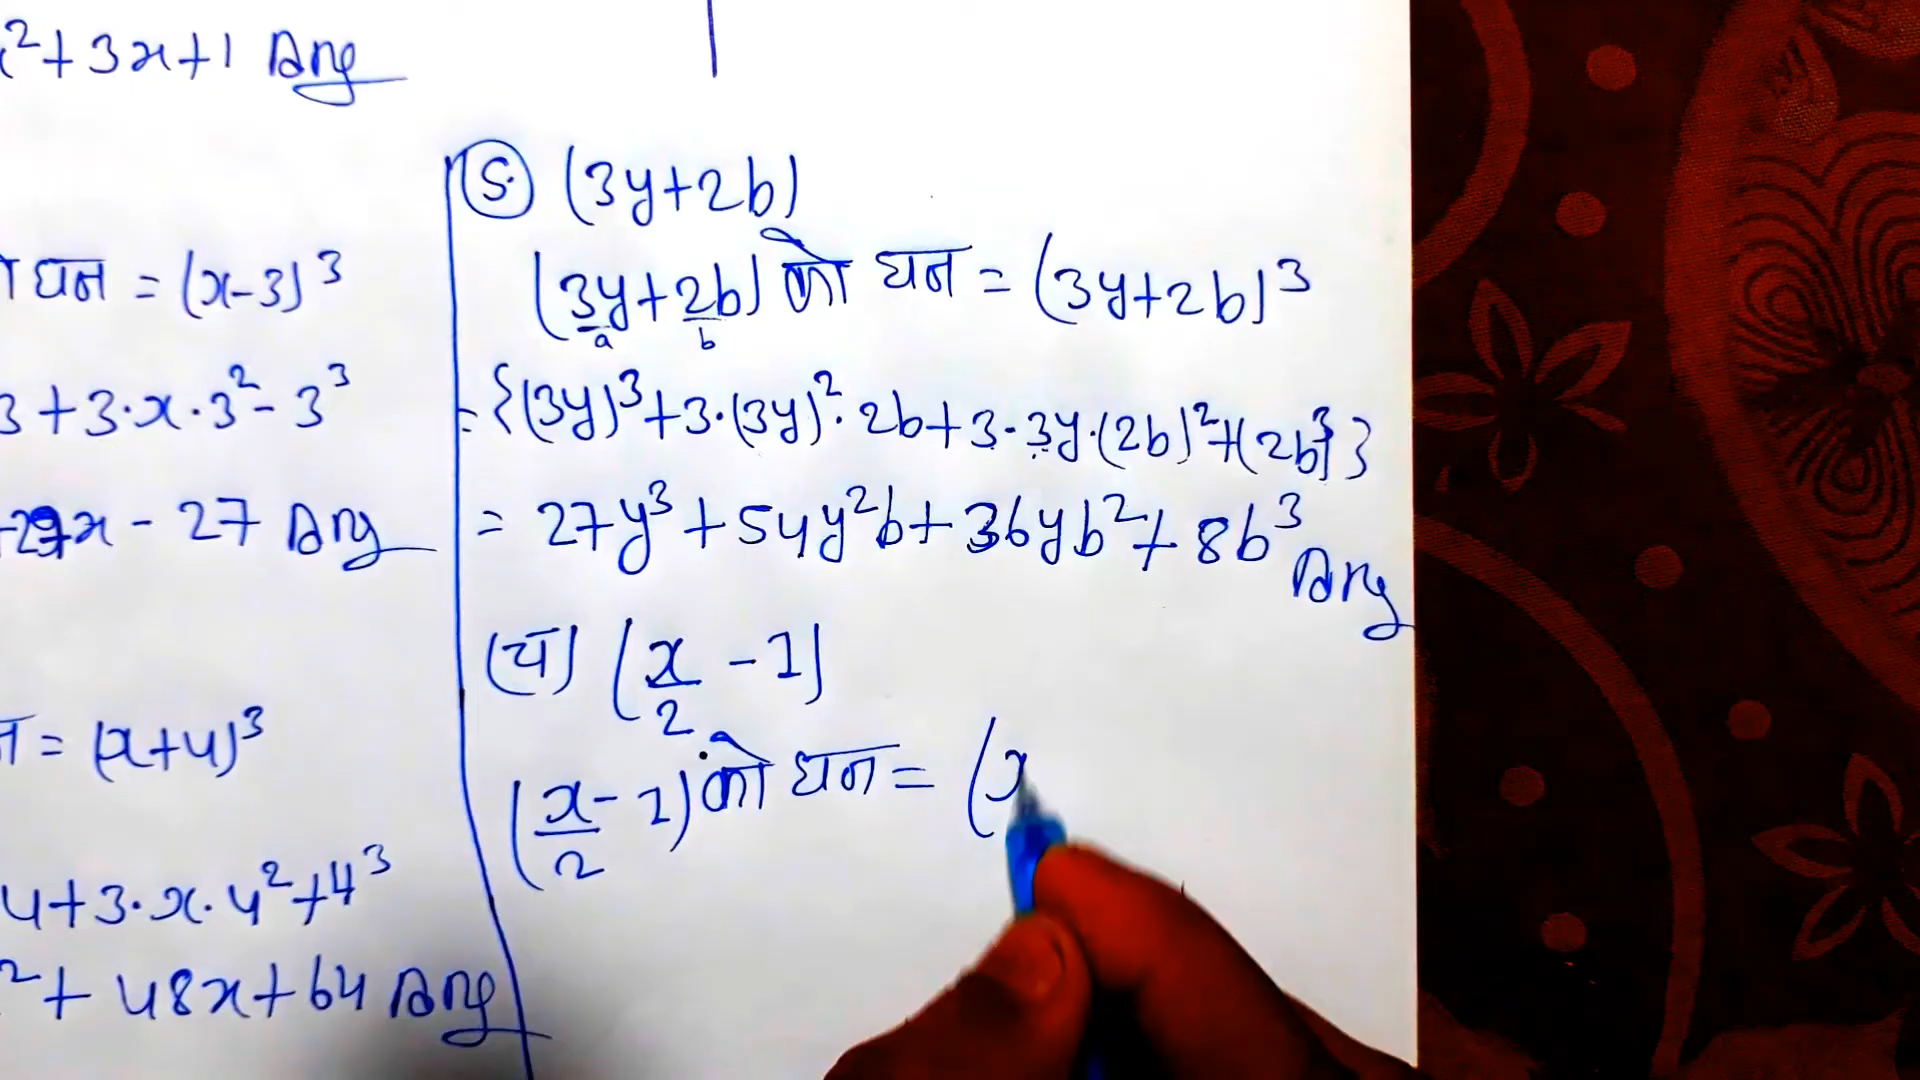 ²+3x+1 Ans
घन = (x-3)³
3+3·x·3²-3³
x - 27 Ans
= (x+4)³
4+3·x·4²+4³
²+48x+64 Ans
(3y+2b)
(3y+2b) को घन = (3y+2b)³
a b
= {(3y)³+3·(3y)²·2b+3·3y·(2b)²+(2b)³}
= 27y³+54y²b+36yb²+8b³ Ans
(x/2 - 1)
(x/2 - 1) को घन = (x